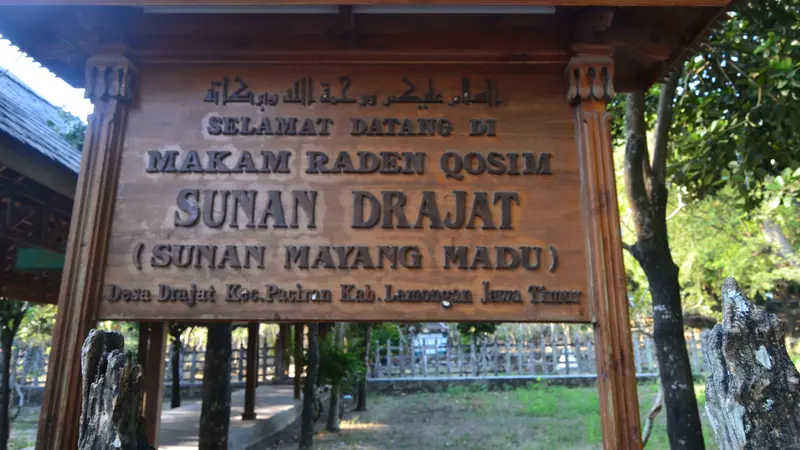 السلام عليكم ورحمة الله وبركاته
SELAMAT DATANG DI
MAKAM RADEN QOSIM
SUNAN DRAJAT
( SUNAN MAYANG MADU )
Desa Drajat Kec.Paciran Kab.Lamongan Jawa Timur